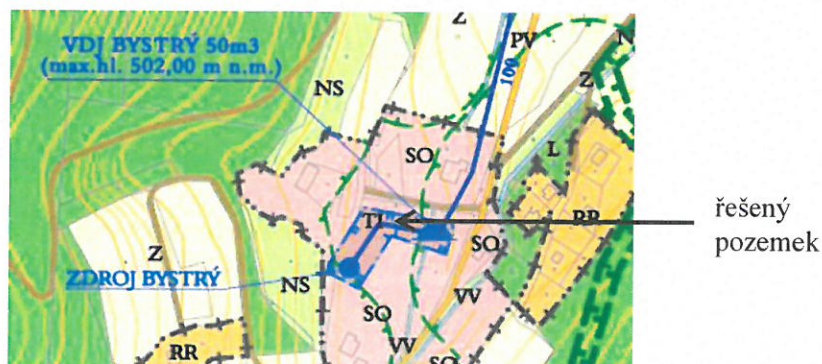 VDJ BYSTRÝ 50m3
(max.hl. 502,00 m n.m.)
Z
PV
N
100
NS
Z
SO
L
RR
TI
řešený
pozemek
SO
Z
ZDROJ BYSTRÝ
NS
VV
SO
VV
RR
SO